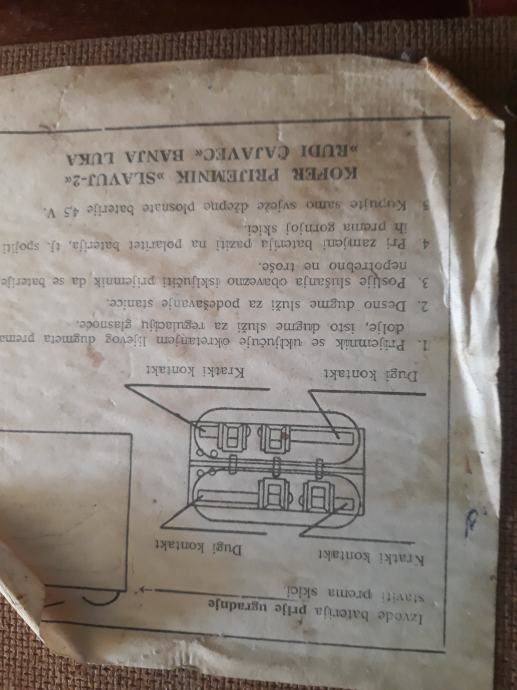 Izvode baterija prije ugradnje
staviti prema skici.
Kratki kontakt Dugi kontakt
Dugi kontakt Kratki kontakt
1. Prijemnik se uključuje okretanjem lijevog dugmeta prema
dolje, isto dugme služi za regulaciju glasnoće.
2. Desno dugme služi za podešavanje stanice.
3. Poslije slušanja obavezno isključiti prijemnik da se baterije
nepotrebno ne troše.
4. Pri zamjeni baterija paziti na polaritet baterija, tj. spojiti
ih prema gornjoj skici.
5. Kupujte samo svježe džepne plosnate baterije 4,5 V.
KOFER PRIJEMNIK »SLAVUJ-2«
»RUDI ČAJAVEC« BANJA LUKA